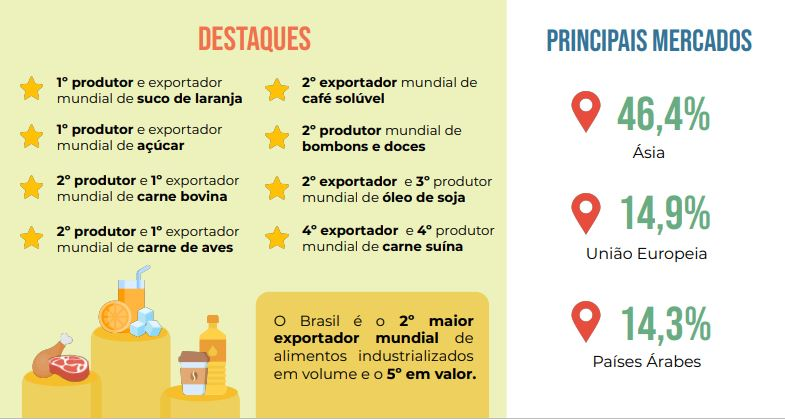 DESTAQUES
1º produtor e exportador
mundial de suco de laranja
1º produtor e exportador
mundial de açúcar
2º produtor e 1º exportador
mundial de carne bovina
2º produtor e 1º exportador
mundial de carne de aves
2º exportador mundial de
café solúvel
2º produtor mundial de
bombons e doces
2º exportador e 3º produtor
mundial de óleo de soja
4º exportador e 4º produtor
mundial de carne suína
O Brasil é o 2º maior
exportador mundial de
alimentos industrializados
em volume e o 5º em valor.
PRINCIPAIS MERCADOS
46,4%
Ásia
14,9%
União Europeia
14,3%
Países Árabes